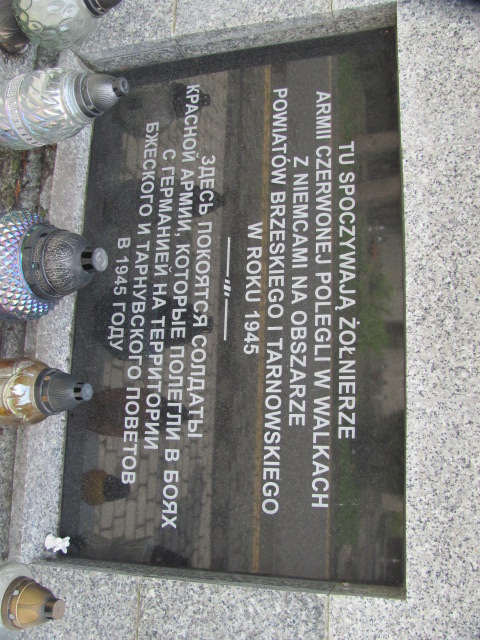 TU SPOCZYWAJĄ ŻOŁNIERZE
ARMII CZERWONEJ POLEGLI W WALKACH
Z NIEMCAMI NA OBSZARZE
POWIATÓW BRZESKIEGO I TARNOWSKIEGO
W ROKU 1945
ЗДЕСЬ ПОКОЯТСЯ СОЛДАТЫ
КРАСНОЙ АРМИИ, КОТОРЫЕ ПОЛЕГЛИ В БОЯХ
С ГЕРМАНИЕЙ НА ТЕРРИТОРИИ
БЖЕСКОГО И ТАРНУВСКОГО ПОВЕТОВ
В 1945 ГОДУ